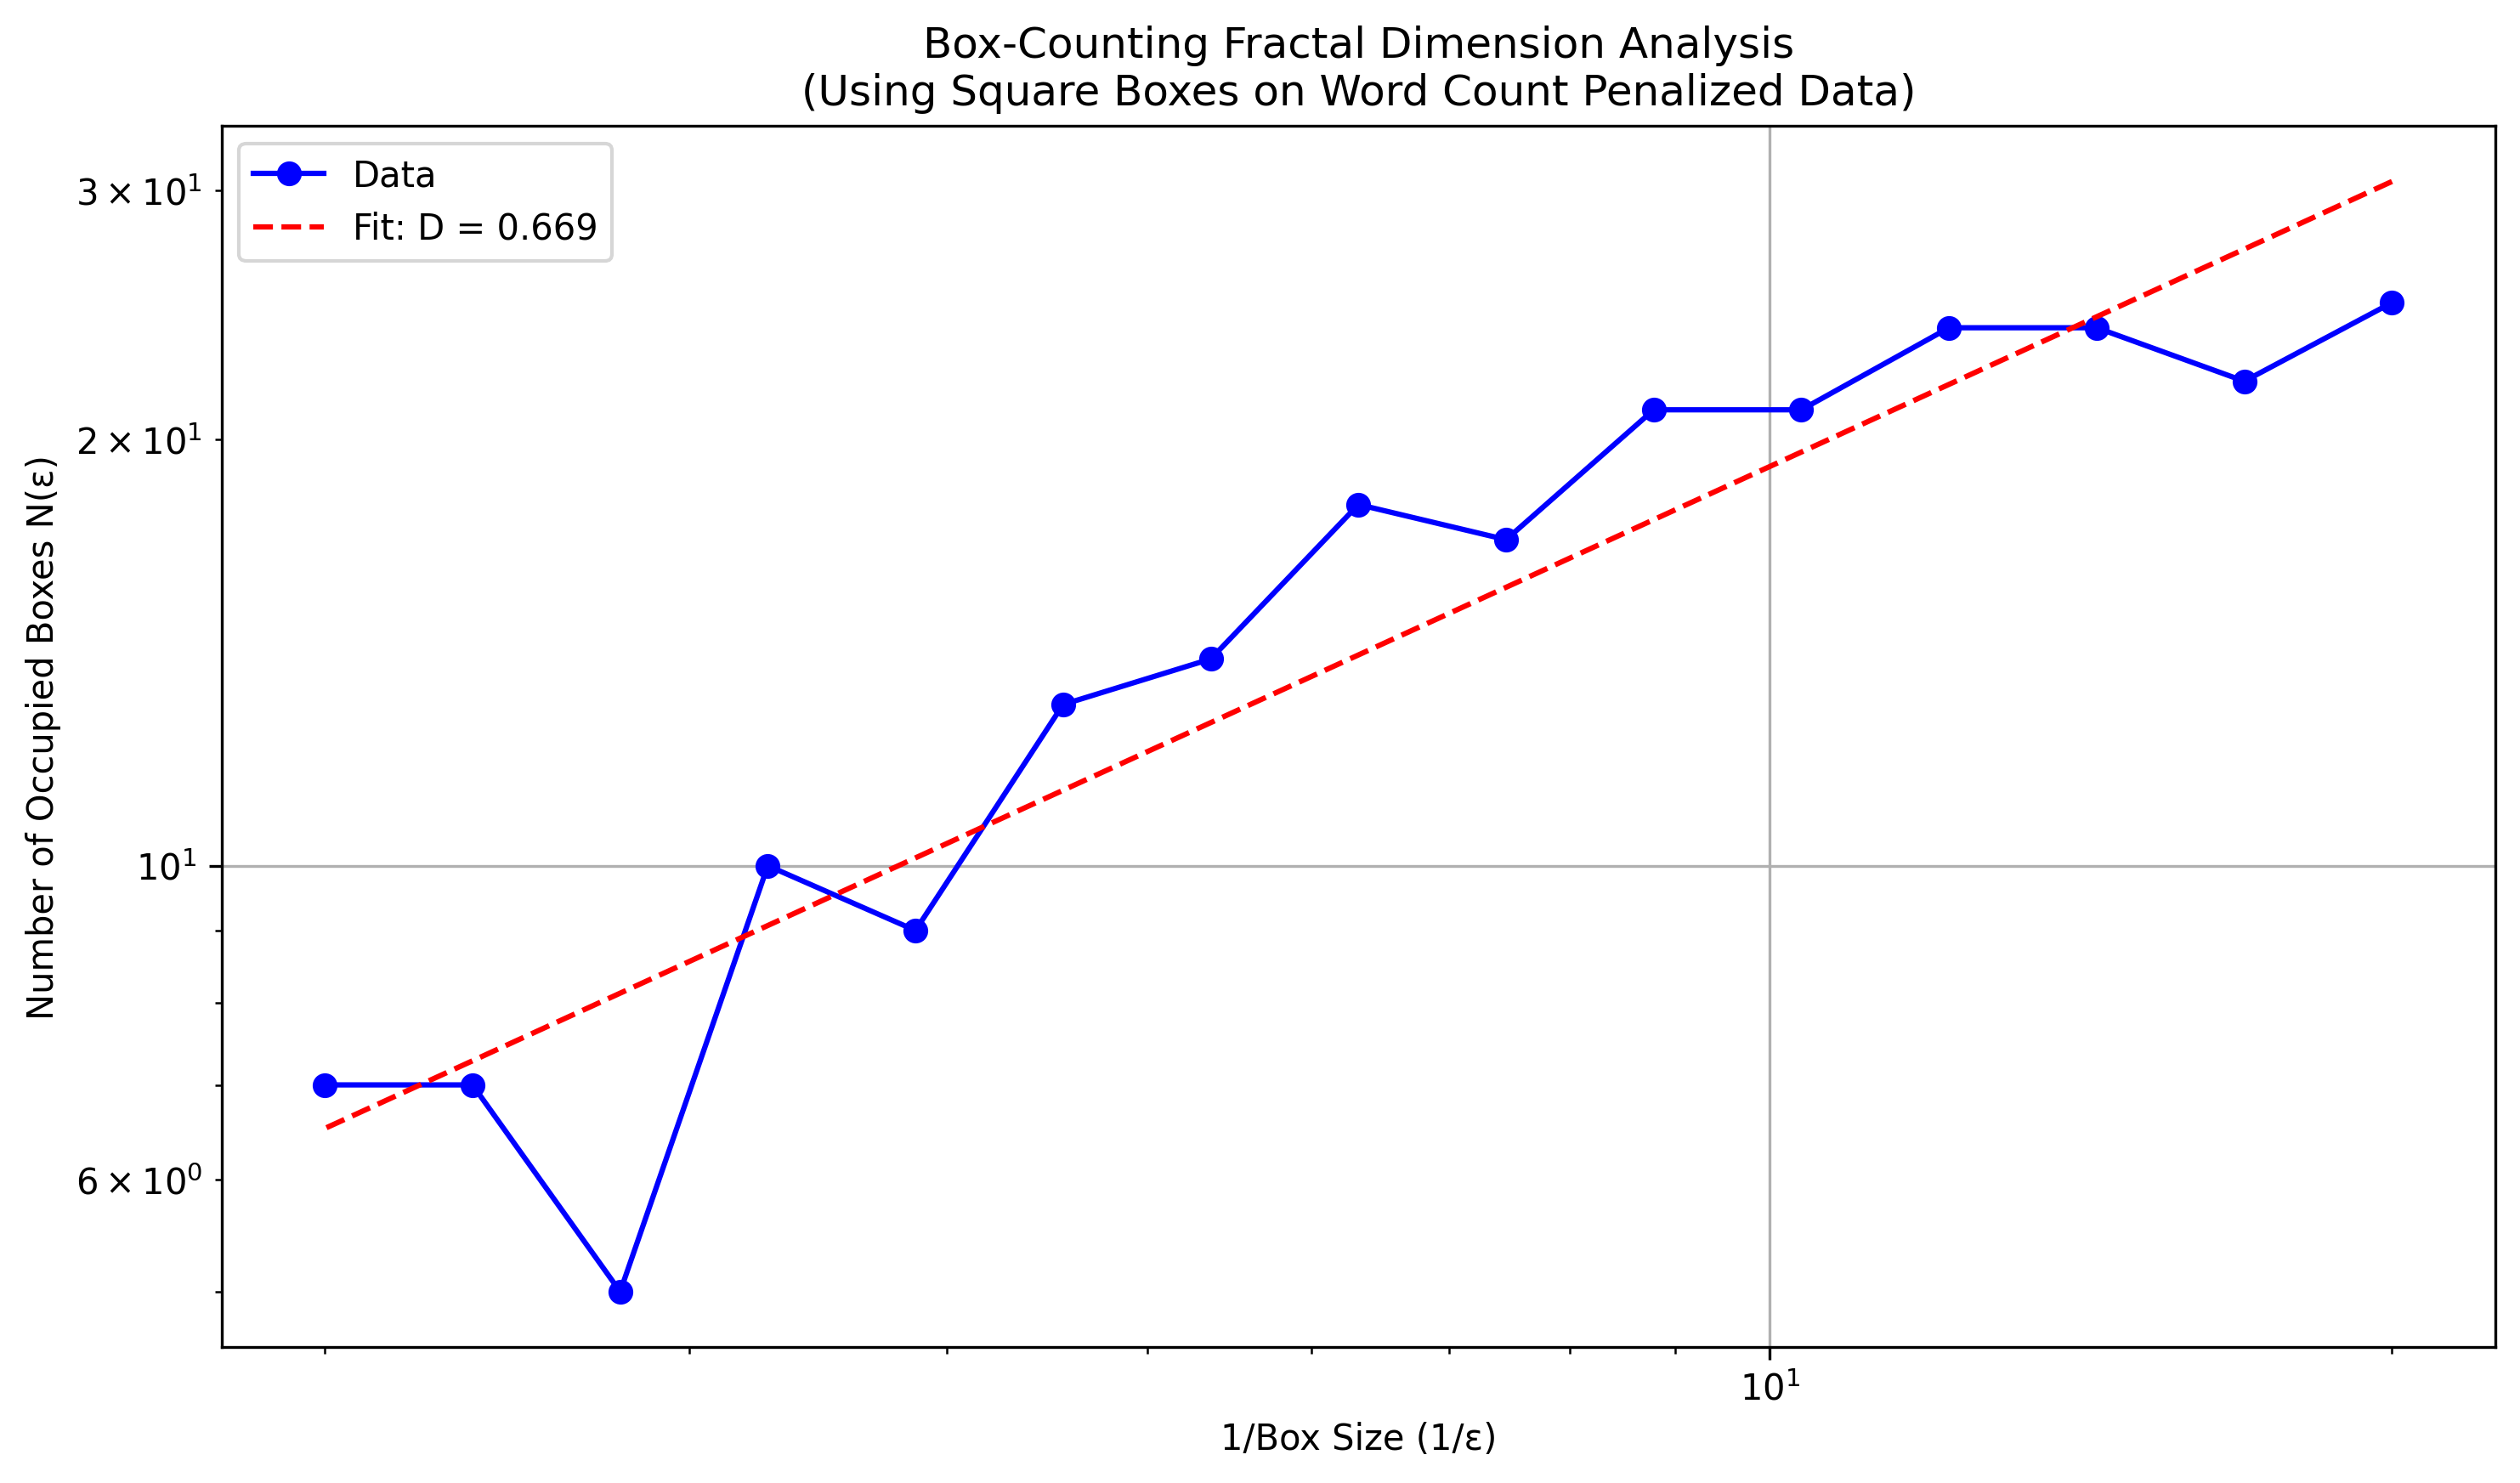 Box-Counting Fractal Dimension Analysis
(Using Square Boxes on Word Count Penalized Data)
Data
Fit: D = 0.669
3 × 10¹
2 × 10¹
10¹
6 × 10⁰
Number of Occupied Boxes N(ε)
10¹
1/Box Size (1/ε)